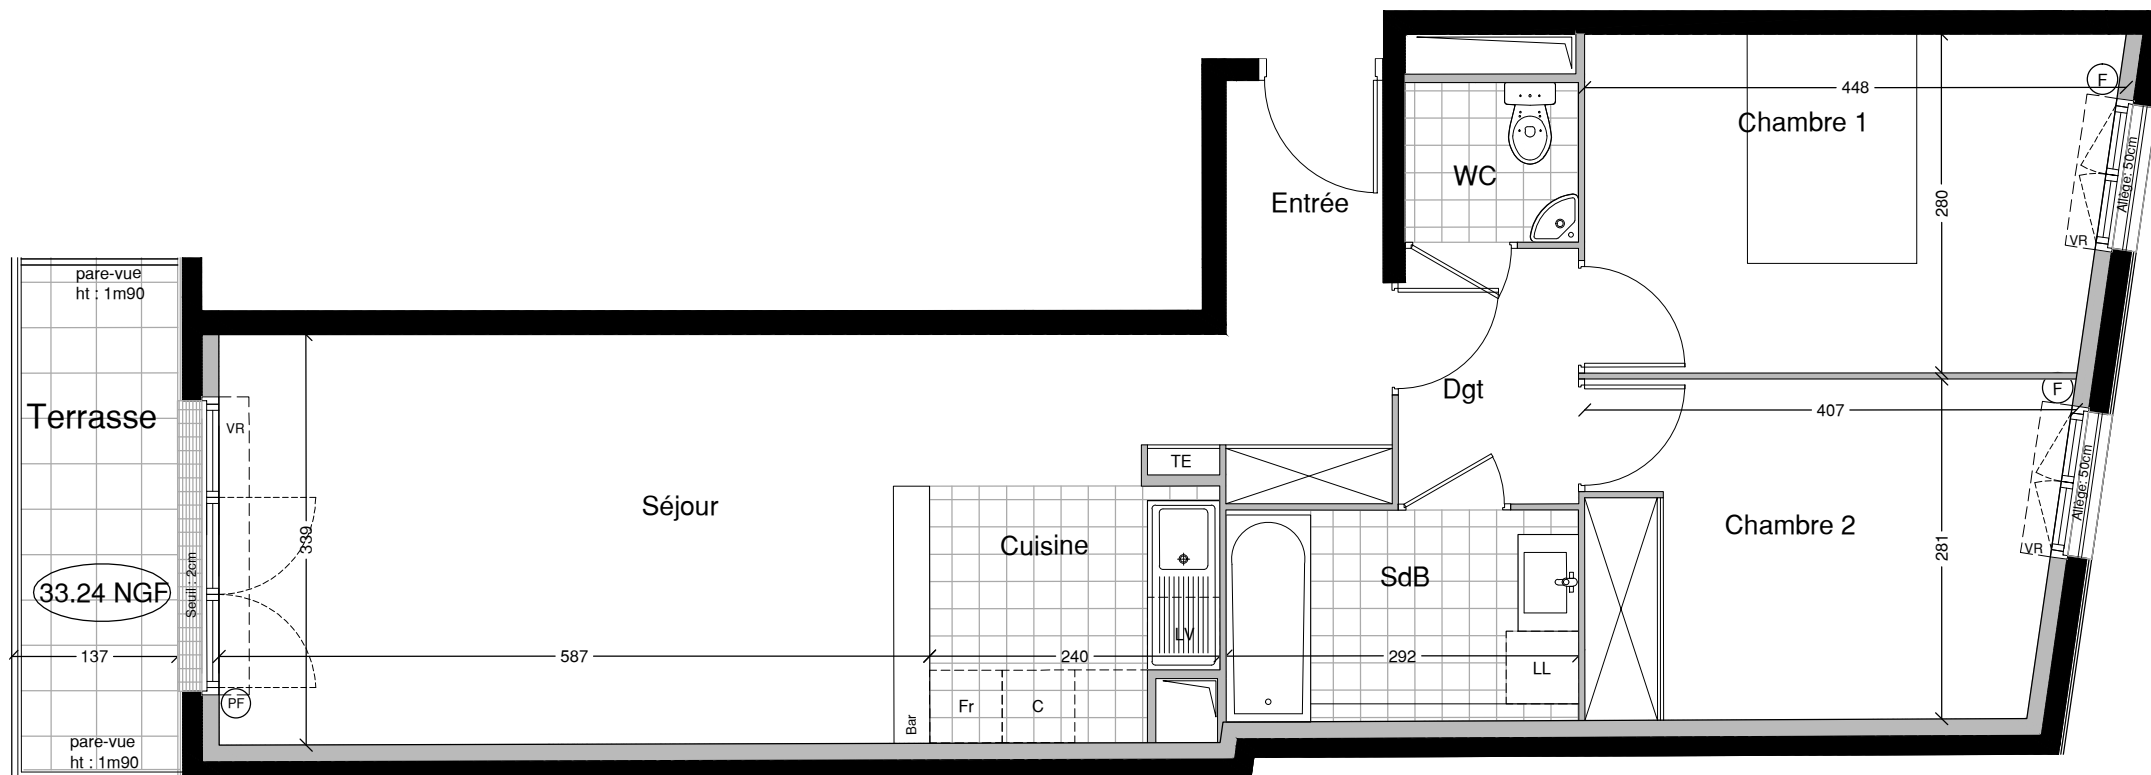 pare-vue
ht : 1m90
Terrasse
33.24 NGF
137
pare-vue
ht : 1m90
Seuil : 2cm
VR
PF
339
Séjour
587
Bar
Cuisine
240
Fr
C
LV
TE
Entrée
WC
Dgt
SdB
292
LL
Chambre 1
448
280
F
VR
Allège: 50cm
Chambre 2
407
281
F
VR
Allège: 50cm